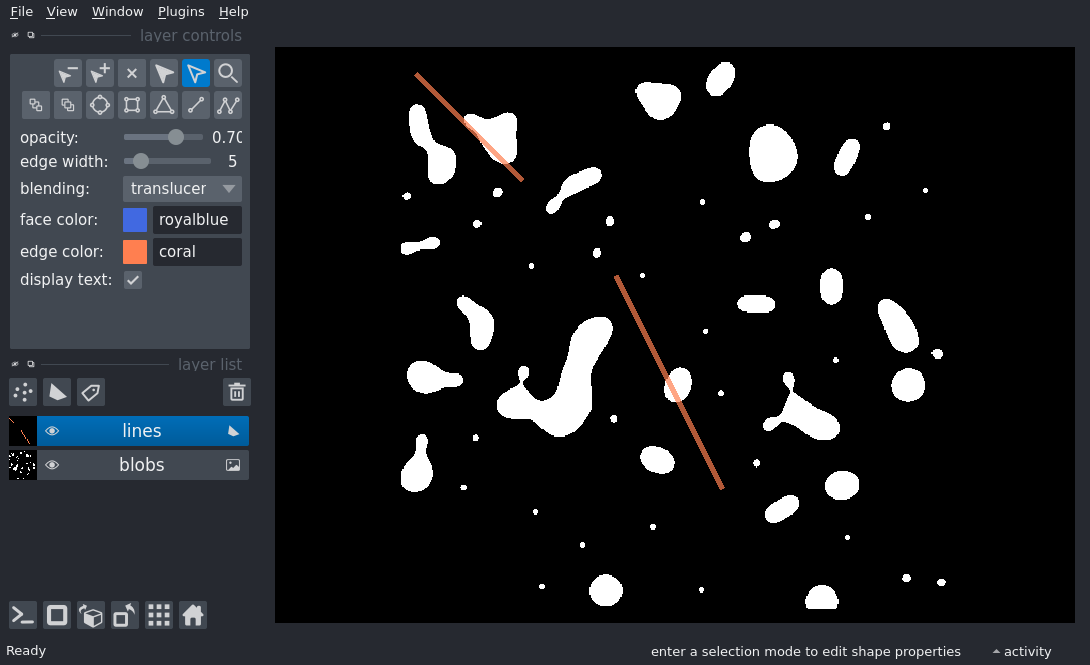 File View Window Plugins Help
layer controls
opacity: 0.70
edge width: 5
blending: translucer
face color: royalblue
edge color: coral
display text:
layer list
lines
blobs
Ready enter a selection mode to edit shape properties activity